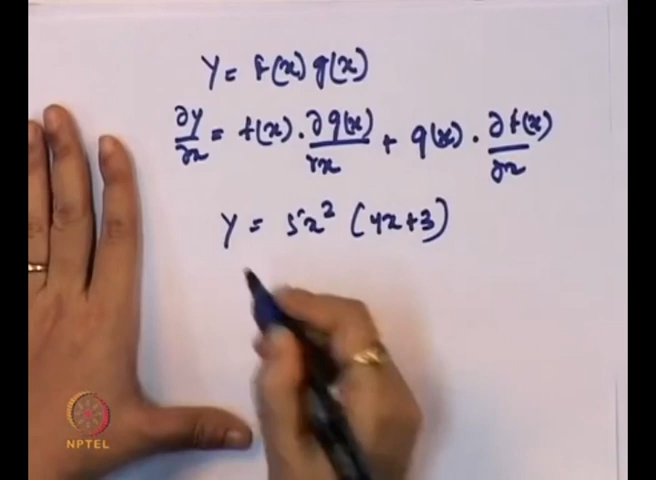 y = f(x) g(x)
∂y/∂x = f(x) · ∂g(x)/∂x + g(x) · ∂f(x)/∂x
y = 5x² (4x+3)
NPTEL